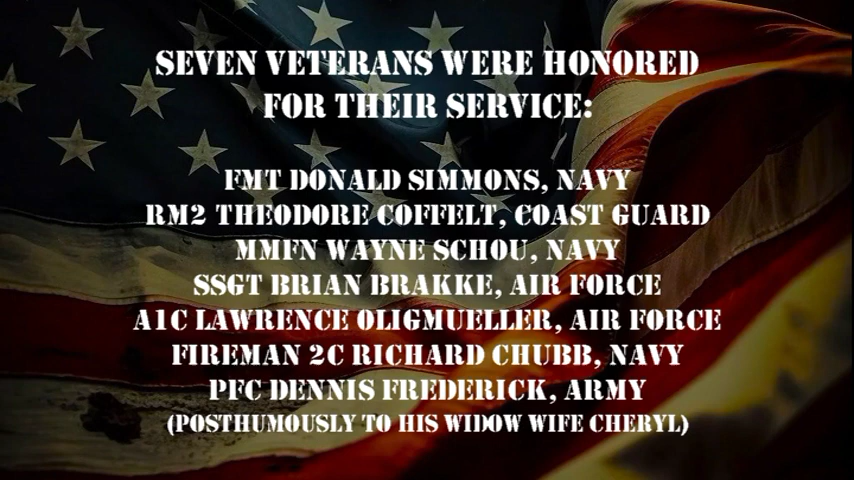 SEVEN VETERANS WERE HONORED
FOR THEIR SERVICE:
FMT DONALD SIMMONS, NAVY
RM2 THEODORE COFFELT, COAST GUARD
MMFN WAYNE SCHOU, NAVY
SSGT BRIAN BRAKKE, AIR FORCE
A1C LAWRENCE OLIGMUELLER, AIR FORCE
FIREMAN 2C RICHARD CHUBB, NAVY
PFC DENNIS FREDERICK, ARMY
(POSTHUMOUSLY TO HIS WIDOW WIFE CHERYL)